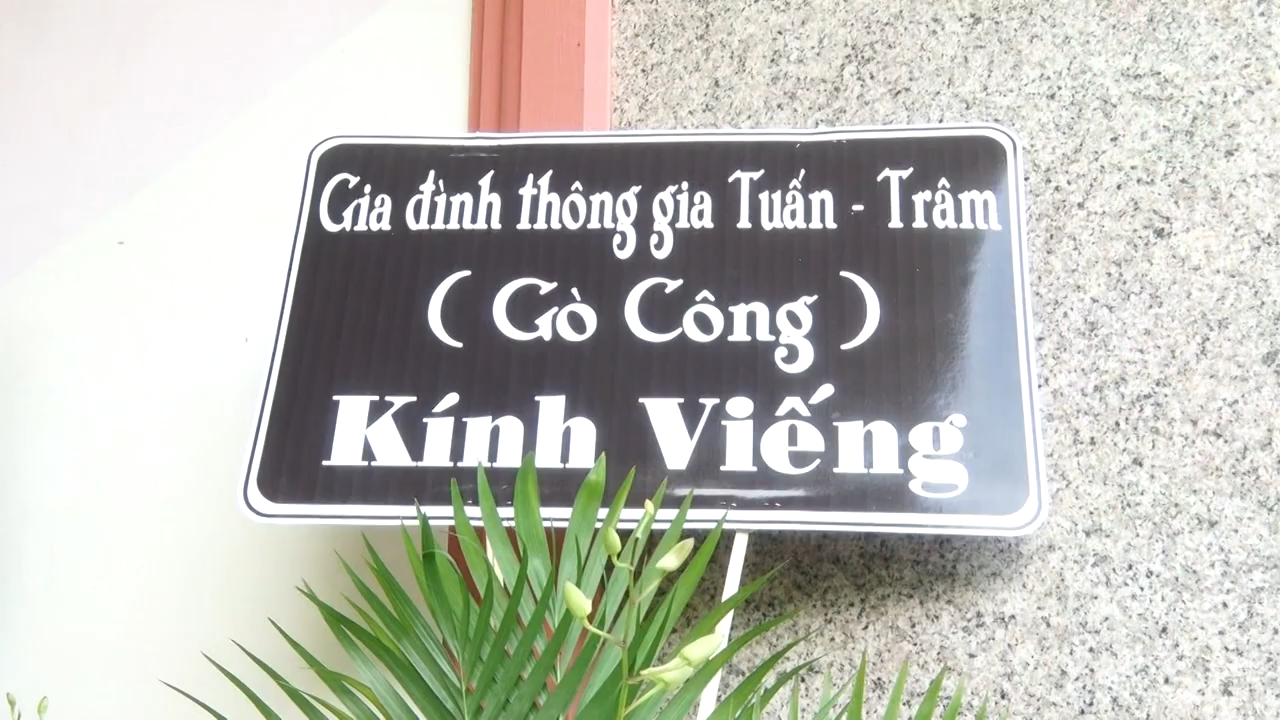 Gia đình thông gia Tuấn - Trâm
( Gò Công )
Kính Viếng